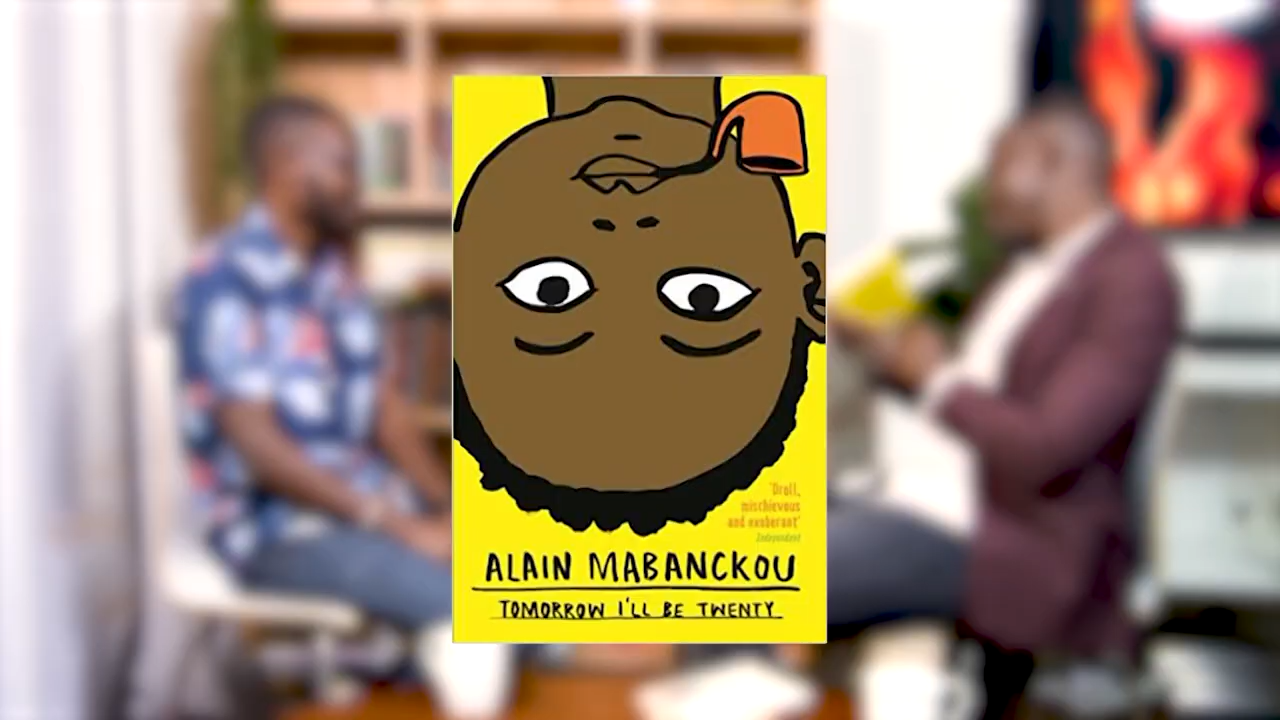 'Droll,
mischievous
and exuberant'
Independent
ALAIN MABANCKOU
TOMORROW I'LL BE TWENTY